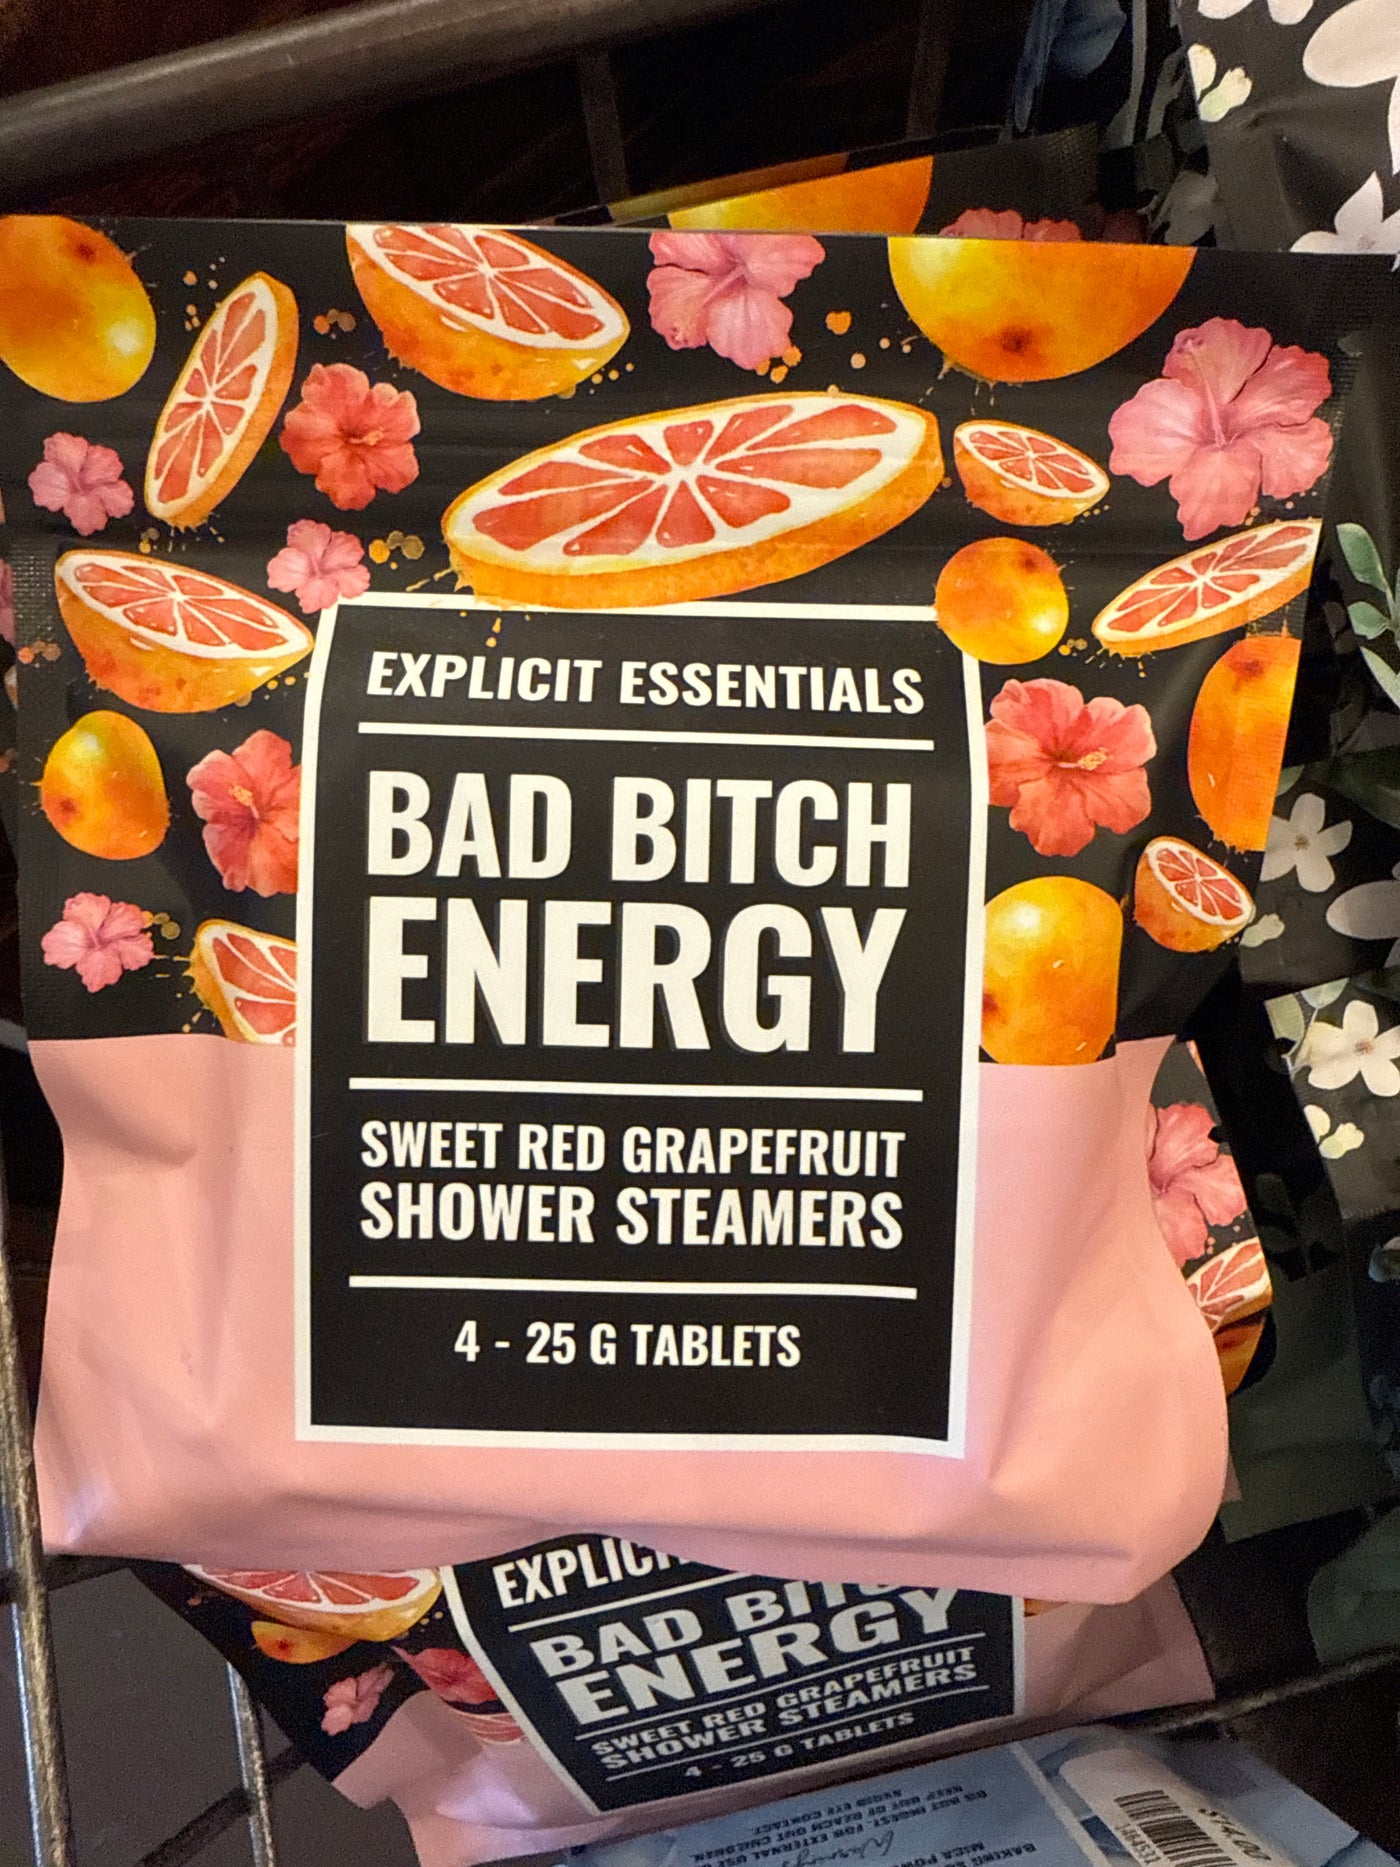 EXPLICIT ESSENTIALS
BAD BITCH
ENERGY
SWEET RED GRAPEFRUIT
SHOWER STEAMERS
4 - 25 G TABLETS
BAD
ENERGY
SWEET RED GRAPEFRUIT
SHOWER STEAMERS
4 - 25 G TABLETS